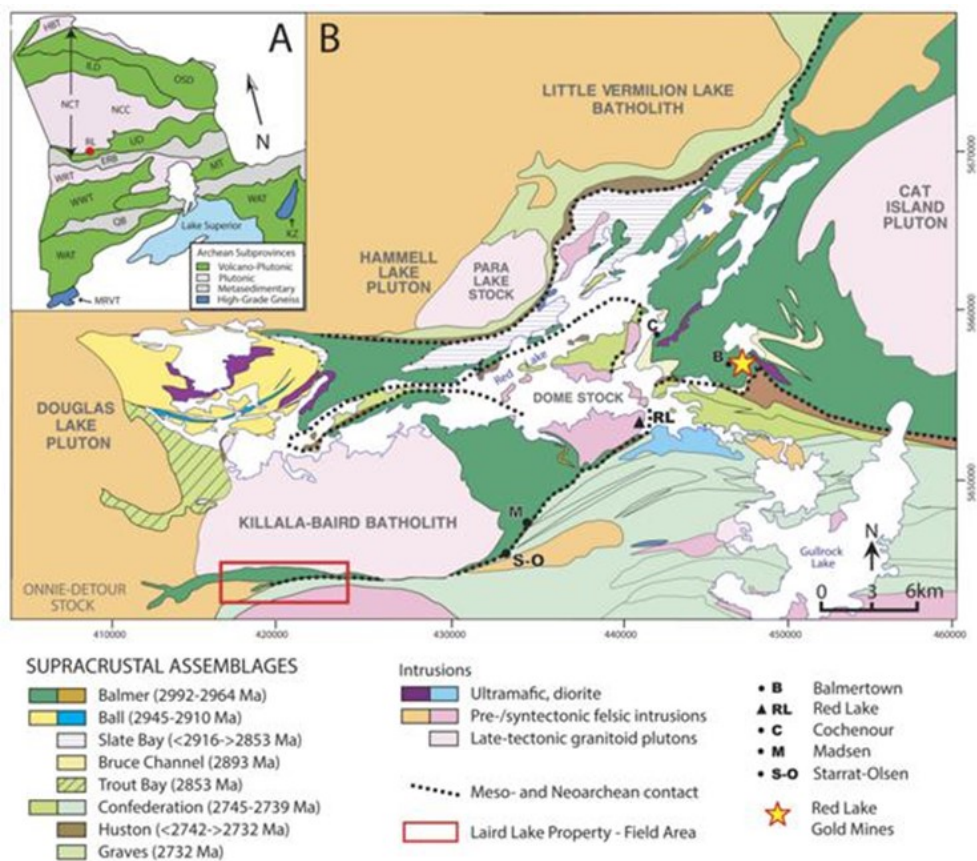 A
B
HBT
ILD
OSD
NCT
NCC
RL
UD
ERB
WRT
MT
WWT
WAT
QB
Lake Superior
KZ
WAT
MRVT
N
Archean Subprovinces
Volcano-Plutonic
Plutonic
Metasedimentary
High-Grade Gneiss
LITTLE VERMILION LAKE
BATHOLITH
CAT
ISLAND
PLUTON
HAMMELL
LAKE
PLUTON
PARA
LAKE
STOCK
C
B
Red Lake
DOME STOCK
RL
DOUGLAS
LAKE
PLUTON
KILLALA-BAIRD BATHOLITH
M
S-O
Gullrock
Lake
N
0 3 6km
ONNIE-DETOUR
STOCK
5670000
5660000
5650000
410000 420000 430000 440000 450000 460000
SUPRACRUSTAL ASSEMBLAGES
Balmer (2992-2964 Ma)
Ball (2945-2910 Ma)
Slate Bay (<2916->2853 Ma)
Bruce Channel (2893 Ma)
Trout Bay (2853 Ma)
Confederation (2745-2739 Ma)
Huston (<2742->2732 Ma)
Graves (2732 Ma)
Intrusions
Ultramafic, diorite
Pre-/syntectonic felsic intrusions
Late-tectonic granitoid plutons
Meso- and Neoarchean contact
Laird Lake Property - Field Area
B Balmertown
RL Red Lake
C Cochenour
M Madsen
S-O Starrat-Olsen
Red Lake
Gold Mines